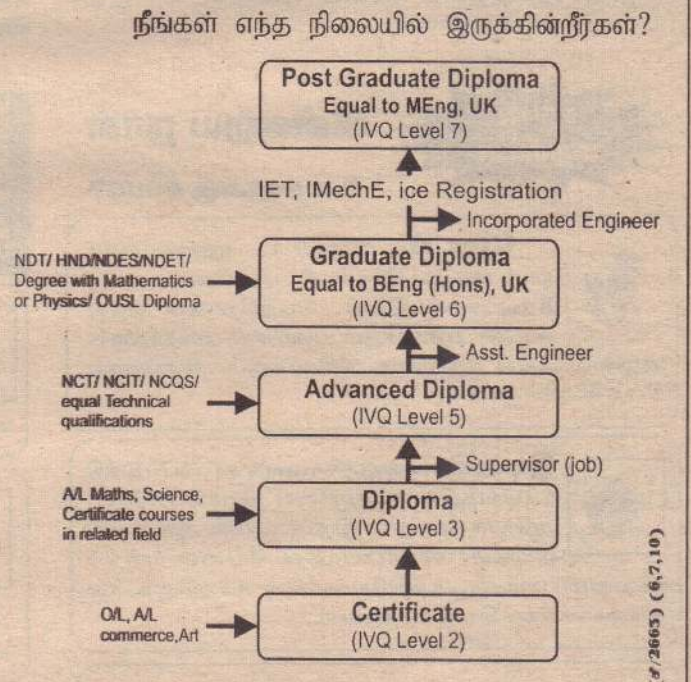 நீங்கள் எந்த நிலையில் இருக்கின்றீர்கள்?
Post Graduate Diploma
Equal to MEng, UK
(IVQ Level 7)
IET, IMechE, ice Registration
Incorporated Engineer
NDT/ HND/NDES/NDET/
Degree with Mathematics
or Physics/ OUSL Diploma
Graduate Diploma
Equal to BEng (Hons), UK
(IVQ Level 6)
Asst. Engineer
NCT/ NCIT/ NCQS/
equal Technical
qualifications
Advanced Diploma
(IVQ Level 5)
Supervisor (job)
A/L Maths, Science,
Certificate courses
in related field
Diploma
(IVQ Level 3)
O/L, A/L
commerce,Art
Certificate
(IVQ Level 2)
/2665) (6,7,10)